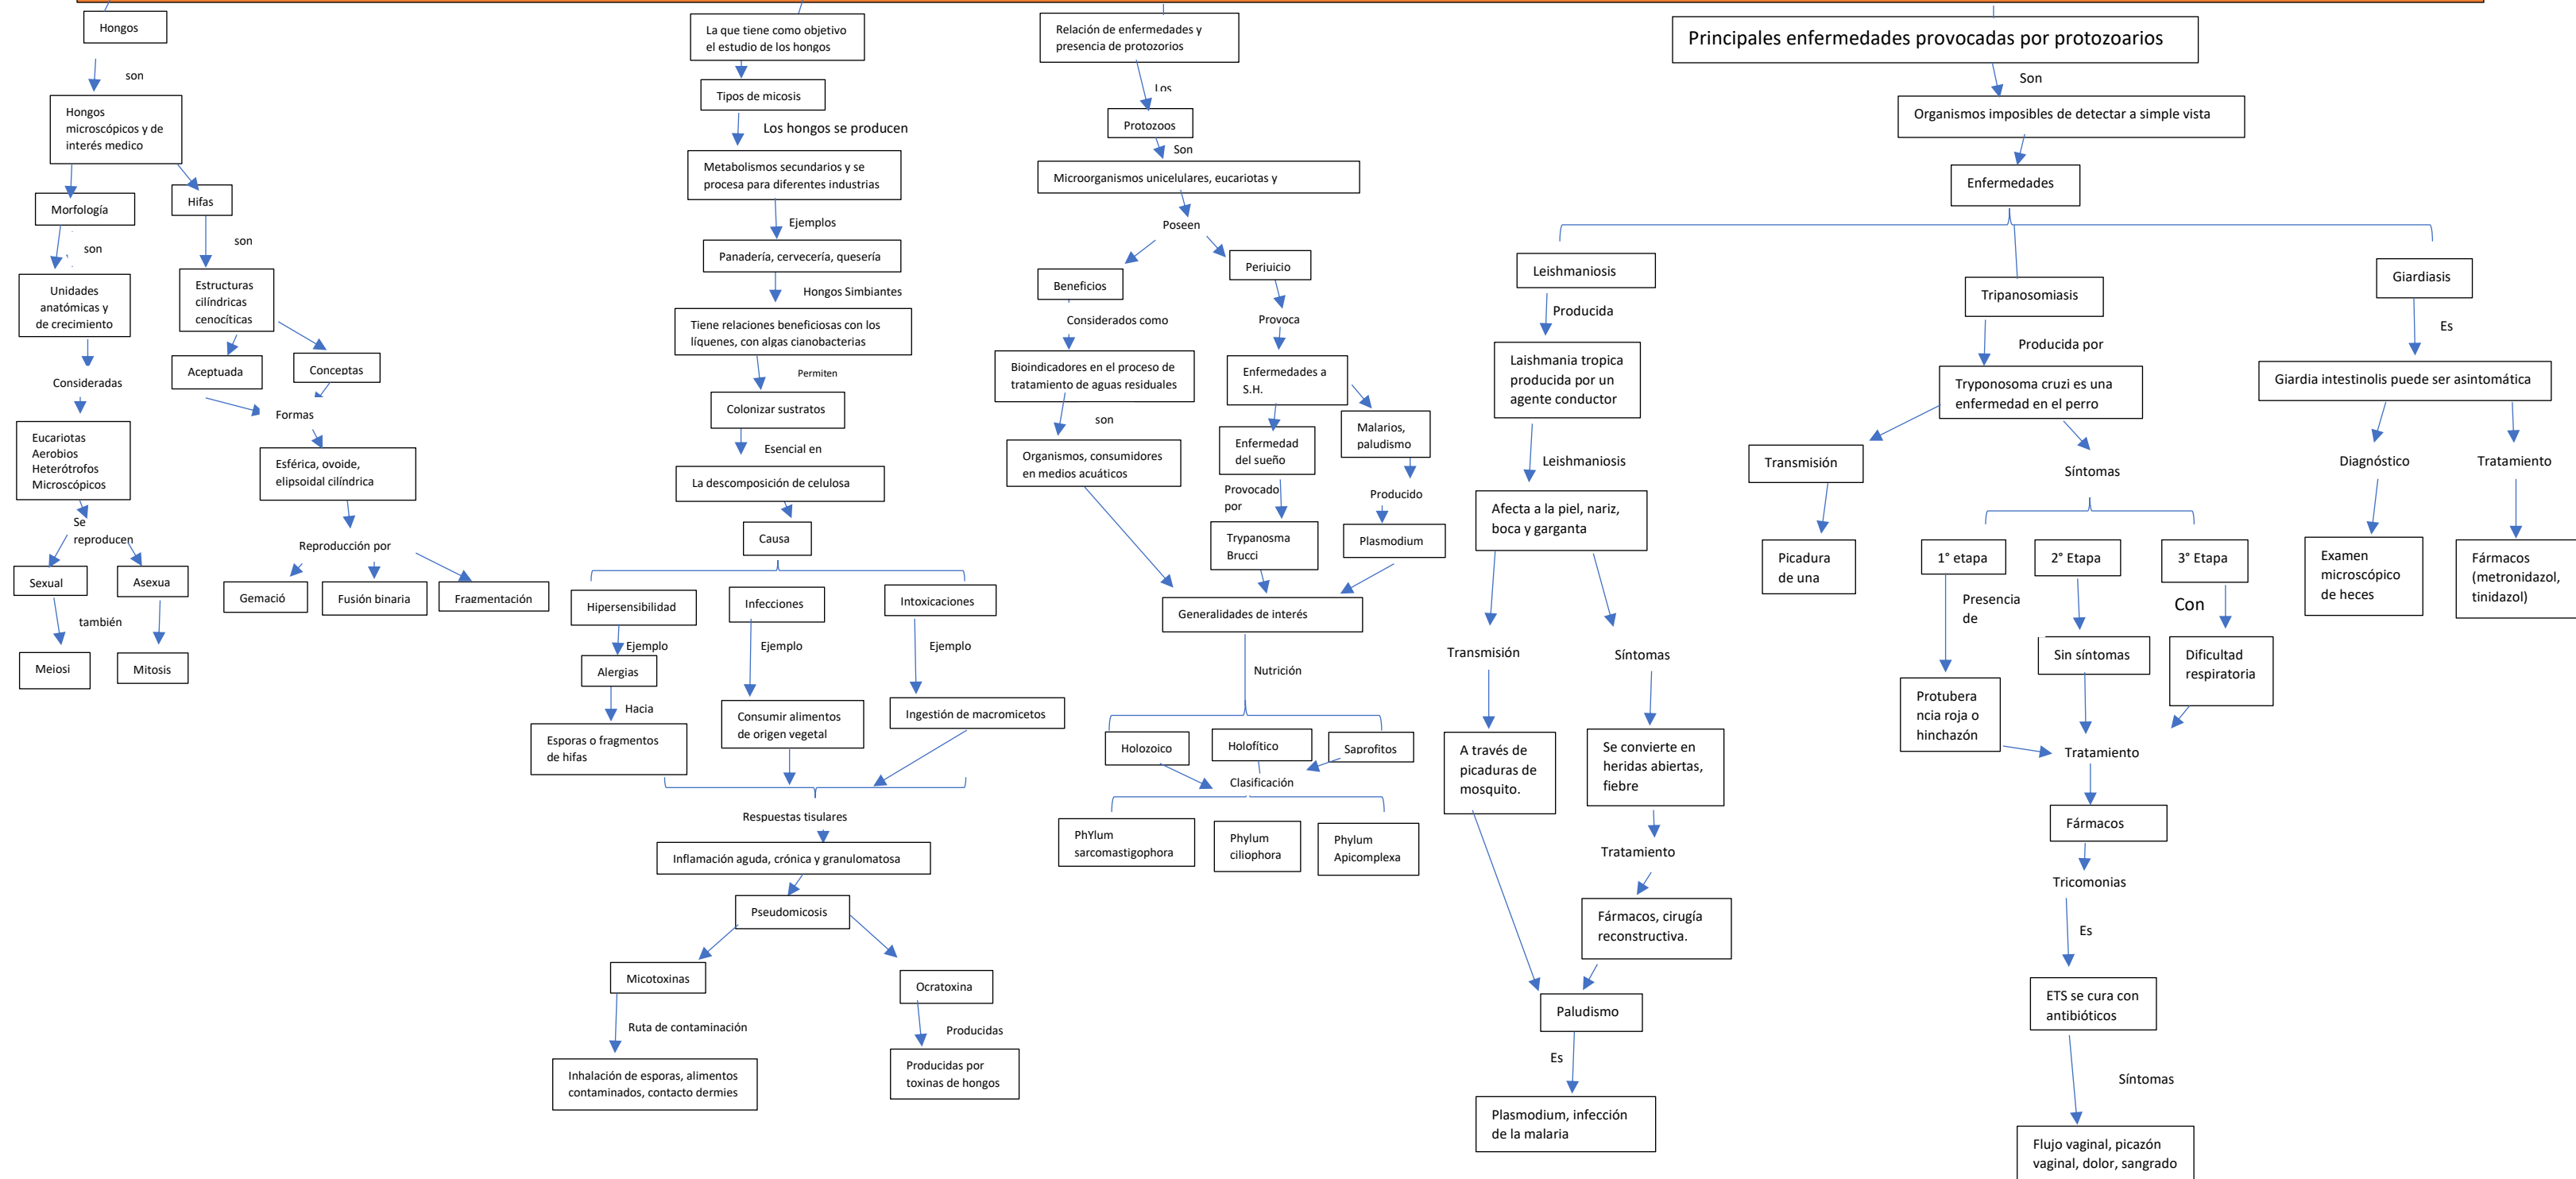 Hongos
son
Hongos
microscópicos y de
interés medico
Morfología
Hifas
son
son
Unidades
anatómicas y
de crecimiento
Estructuras
cilíndricas
cenocíticas
Aceptuada
Conceptas
Consideradas
Formas
Eucariotas
Aerobios
Heterótrofos
Microscópicos
Esférica, ovoide,
elipsoidal cilíndrica
Se
reproducen
Reproducción por
Sexual
Asexua
Gemació
Fusión binaria
Fragmentación
también
Meiosi
Mitosis
La que tiene como objetivo
el estudio de los hongos
Tipos de micosis
Los hongos se producen
Metabolismos secundarios y se
procesa para diferentes industrias
Ejemplos
Panadería, cervecería, quesería
Hongos Simbiantes
Tiene relaciones beneficiosas con los
líquenes, con algas cianobacterias
Permiten
Colonizar sustratos
Esencial en
La descomposición de celulosa
Causa
Hipersensibilidad
Infecciones
Intoxicaciones
Ejemplo
Ejemplo
Ejemplo
Alergias
Hacia
Esporas o fragmentos
de hifas
Consumir alimentos
de origen vegetal
Ingestión de macromicetos
Respuestas tisulares
Inflamación aguda, crónica y granulomatosa
Pseudomicosis
Micotoxinas
Ocratoxina
Ruta de contaminación
Producidas
Inhalación de esporas, alimentos
contaminados, contacto dermies
Producidas por
toxinas de hongos
Relación de enfermedades y
presencia de protozorios
Los
Protozoos
Son
Microorganismos unicelulares, eucariotas y
Poseen
Beneficios
Perjuicio
Considerados como
Provoca
Bioindicadores en el proceso de
tratamiento de aguas residuales
Enfermedades a
S.H.
son
Organismos, consumidores
en medios acuáticos
Enfermedad
del sueño
Malarios,
paludismo
Provocado
por
Producido
Trypanosma
Brucci
Plasmodium
Generalidades de interés
Nutrición
Holozoico
Holofítico
Saprofitos
Clasificación
PhYlum
sarcomastigophora
Phylum
ciliophora
Phylum
Apicomplexa
Principales enfermedades provocadas por protozoarios
Son
Organismos imposibles de detectar a simple vista
Enfermedades
Leishmaniosis
Tripanosomiasis
Giardiasis
Producida
Laishmania tropica
producida por un
agente conductor
Leishmaniosis
Afecta a la piel, nariz,
boca y garganta
Transmisión
Síntomas
A través de
picaduras de
mosquito.
Se convierte en
heridas abiertas,
fiebre
Tratamiento
Fármacos, cirugía
reconstructiva.
Paludismo
Es
Plasmodium, infección
de la malaria
Producida por
Tryponosoma cruzi es una
enfermedad en el perro
Transmisión
Síntomas
Picadura
de una
1° etapa
2° Etapa
3° Etapa
Presencia
de
Con
Protubera
ncia roja o
hinchazón
Sin síntomas
Dificultad
respiratoria
Tratamiento
Fármacos
Tricomonias
Es
ETS se cura con
antibióticos
Síntomas
Flujo vaginal, picazón
vaginal, dolor, sangrado
Es
Giardia intestinolis puede ser asintomática
Diagnóstico
Tratamiento
Examen
microscópico
de heces
Fármacos
(metronidazol,
tinidazol)